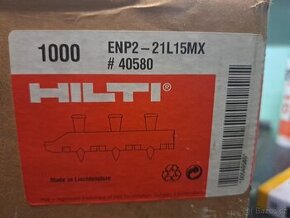 1000
ENP2-21L15MX
# 40580
HILTI
Made in Liechtenstein